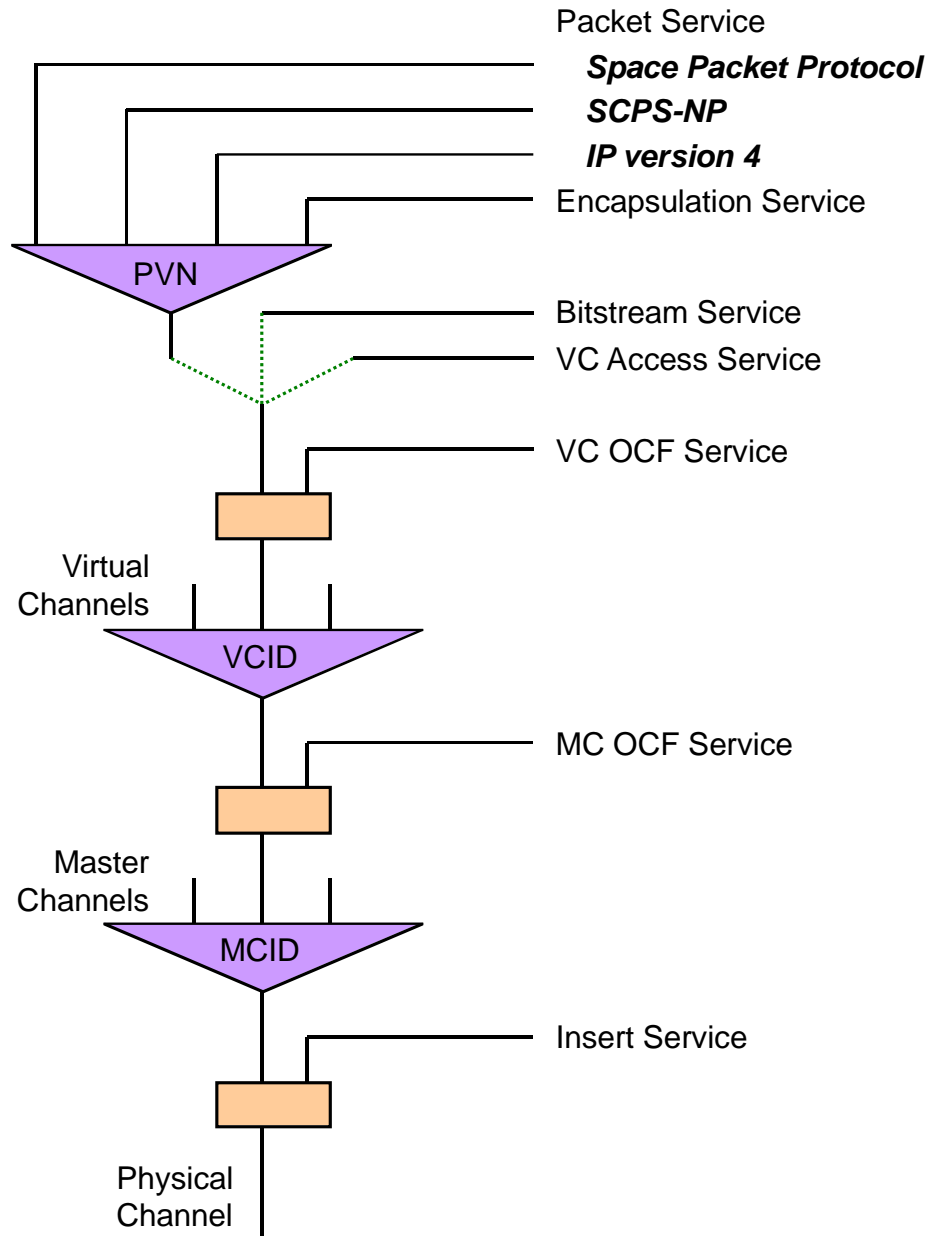 Packet Service
Space Packet Protocol
SCPS-NP
IP version 4
Encapsulation Service
PVN
Bitstream Service
VC Access Service
VC OCF Service
Virtual
Channels
VCID
MC OCF Service
Master
Channels
MCID
Insert Service
Physical
Channel